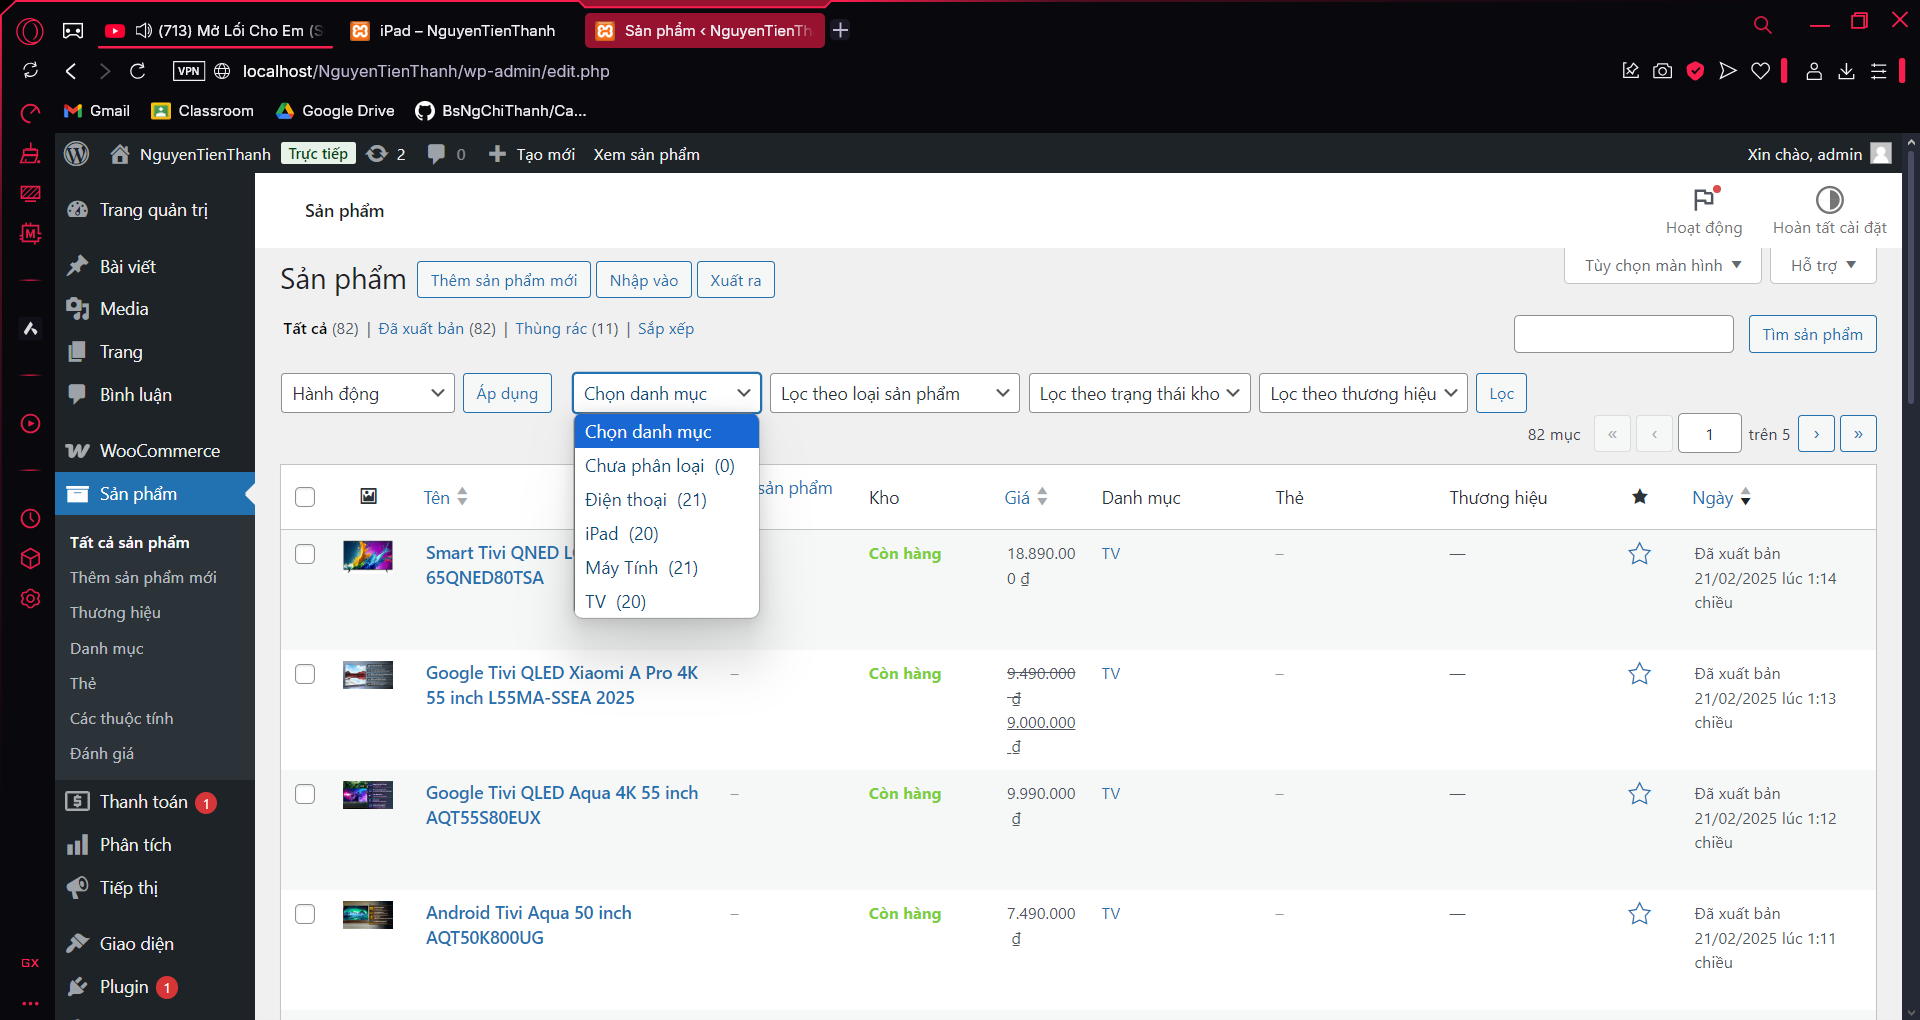 (713) Mở Lối Cho Em (S
iPad – NguyenTienThanh
Sản phẩm ‹ NguyenTienTh
VPN
localhost/NguyenTienThanh/wp-admin/edit.php
Gmail
Classroom
Google Drive
BsNgChiThanh/Ca...
NguyenTienThanh
Trực tiếp
2
0
Tạo mới
Xem sản phẩm
Xin chào, admin
Trang quản trị
Bài viết
Media
Trang
Bình luận
WooCommerce
Sản phẩm
Tất cả sản phẩm
Thêm sản phẩm mới
Thương hiệu
Danh mục
Thẻ
Các thuộc tính
Đánh giá
Thanh toán 1
Phân tích
Tiếp thị
Giao diện
Plugin 1
GX
Sản phẩm
Hoạt động
Hoàn tất cài đặt
Tùy chọn màn hình ▼
Hỗ trợ ▼
Sản phẩm
Thêm sản phẩm mới
Nhập vào
Xuất ra
Tất cả (82) | Đã xuất bản (82) | Thùng rác (11) | Sắp xếp
Tìm sản phẩm
Hành động
Áp dụng
Chọn danh mục
Lọc theo loại sản phẩm
Lọc theo trạng thái kho
Lọc theo thương hiệu
Lọc
Chọn danh mục
Chưa phân loại (0)
Điện thoại (21)
iPad (20)
Máy Tính (21)
TV (20)
82 mục
«
‹
1
trên 5
›
»
Tên
sản phẩm
Kho
Giá
Danh mục
Thẻ
Thương hiệu
Ngày
Smart Tivi QNED L
65QNED80TSA
Còn hàng
18.890.00
0 ₫
TV
–
—
Đã xuất bản
21/02/2025 lúc 1:14
chiều
Google Tivi QLED Xiaomi A Pro 4K
55 inch L55MA-SSEA 2025
–
Còn hàng
9.490.000
₫
9.000.000
₫
TV
–
—
Đã xuất bản
21/02/2025 lúc 1:13
chiều
Google Tivi QLED Aqua 4K 55 inch
AQT55S80EUX
–
Còn hàng
9.990.000
₫
TV
–
—
Đã xuất bản
21/02/2025 lúc 1:12
chiều
Android Tivi Aqua 50 inch
AQT50K800UG
–
Còn hàng
7.490.000
₫
TV
–
—
Đã xuất bản
21/02/2025 lúc 1:11
chiều